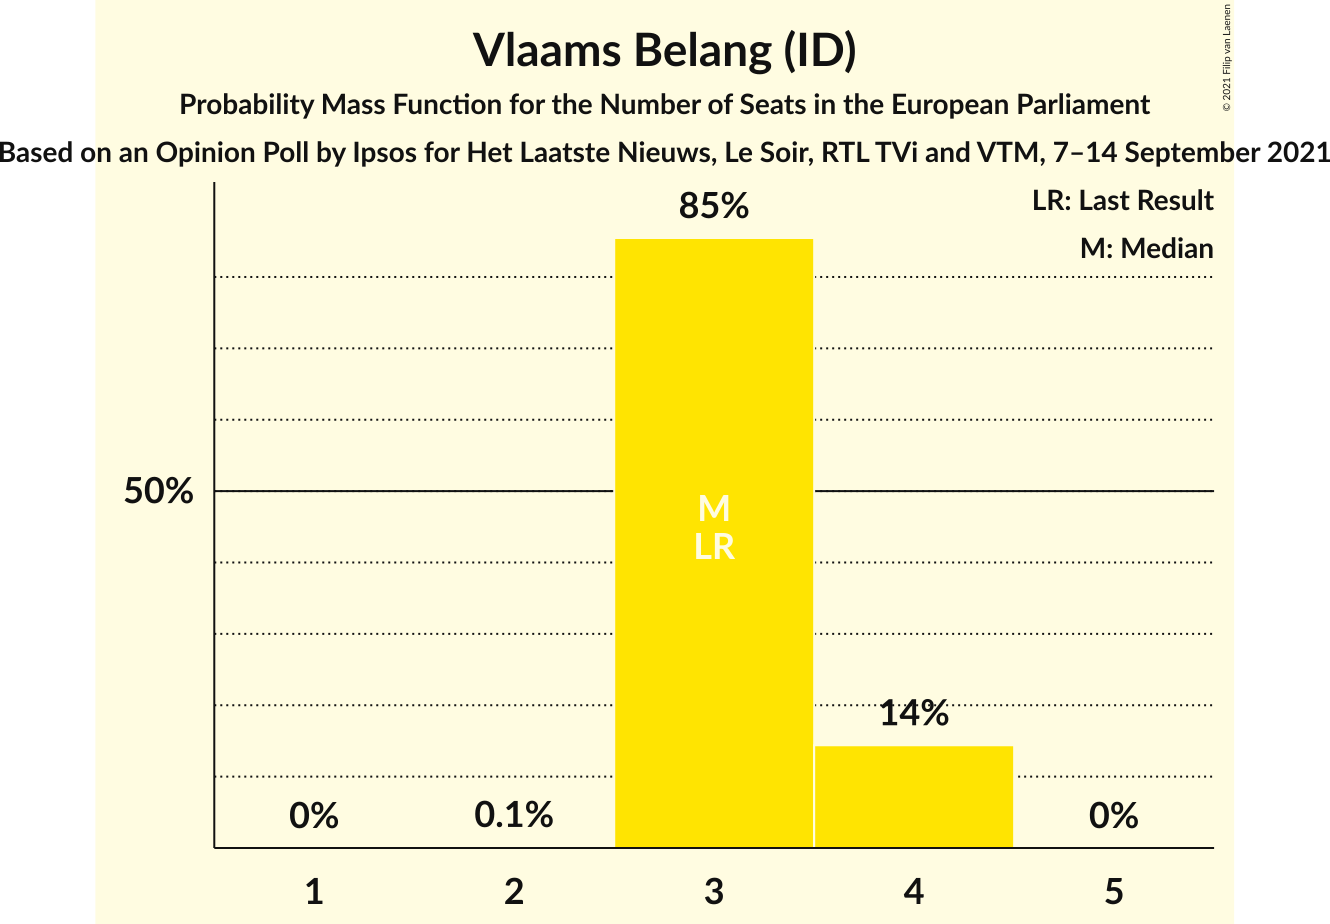 Vlaams Belang (ID)
Probability Mass Function for the Number of Seats in the European Parliament
Based on an Opinion Poll by Ipsos for Het Laatste Nieuws, Le Soir, RTL TVi and VTM, 7–14 September 2021
© 2021 Filip van Laenen
LR: Last Result
M: Median
85%
50%
M
LR
14%
0%
0.1%
0%
1
2
3
4
5